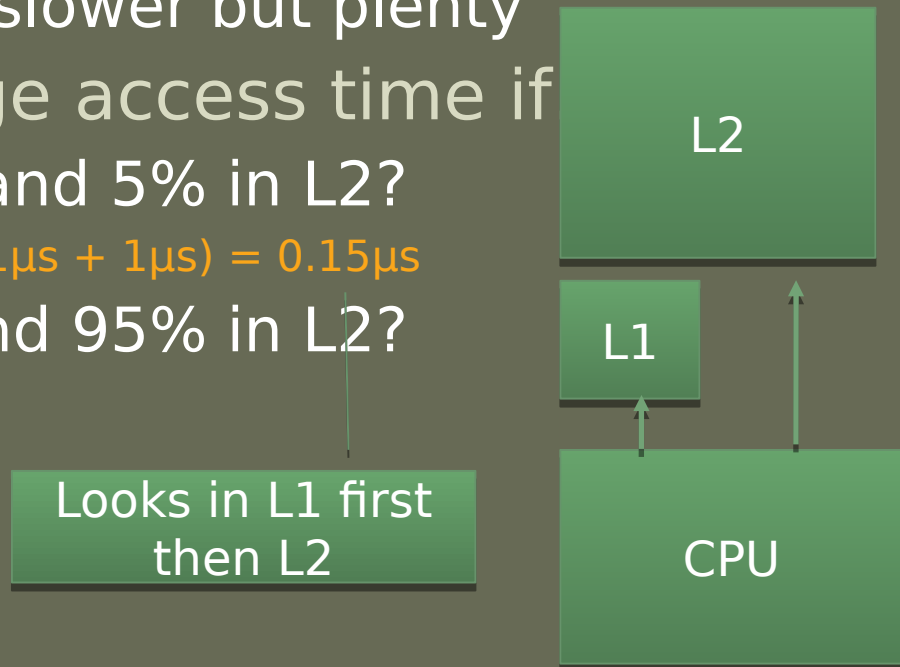 slower but plenty
ge access time if
and 5% in L2?
1µs + 1µs) = 0.15µs
nd 95% in L2?
Looks in L1 first
then L2
L2
L1
CPU